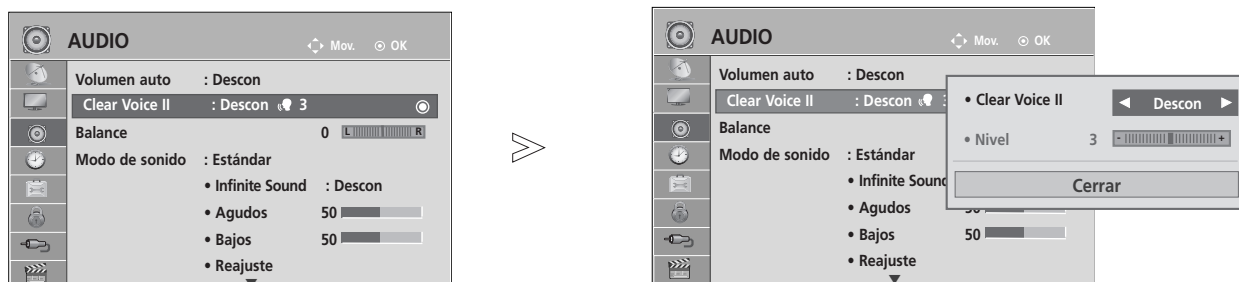 AUDIO Mov. OK
Volumen auto : Descon
Clear Voice II : Descon 3
Balance 0 L R
Modo de sonido : Estándar
• Infinite Sound : Descon
• Agudos 50
• Bajos 50
• Reajuste
AUDIO Mov. OK
Volumen auto : Descon
Clear Voice II : Descon
Balance
Modo de sonido : Estándar
• Infinite Sound
• Agudos
• Bajos 50
• Reajuste
• Clear Voice II ◄ Descon ►
• Nivel 3 - +
Cerrar